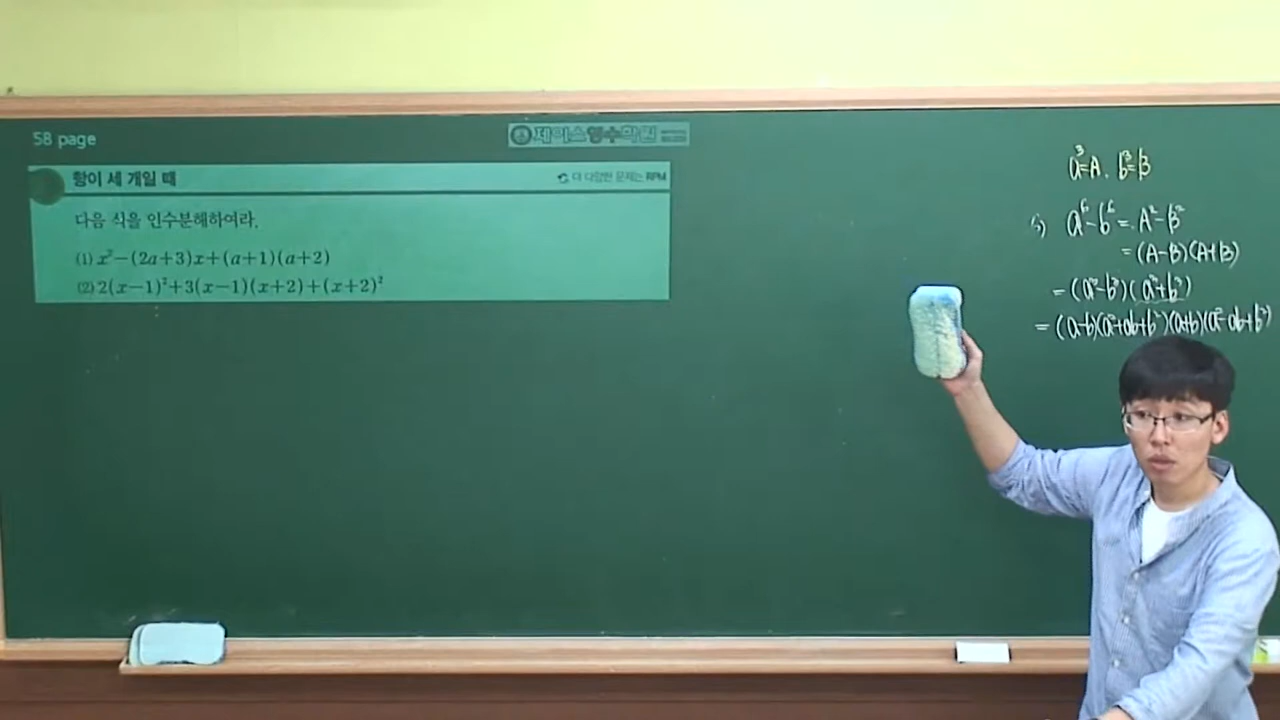 58 page
제이스영수학원
항이 세 개일 때
더 다양한 문제는 RPM
다음 식을 인수분해하여라.
(1) x²-(2a+3)x+(a+1)(a+2)
(2) 2(x-1)²+3(x-1)(x+2)+(x+2)²
a³=A, b³=B
a⁶-b⁶=A²-B²
=(A-B)(A+B)
=(a³-b³)(a³+b³)
=(a-b)(a²+ab+b²)(a+b)(a²-ab+b²)